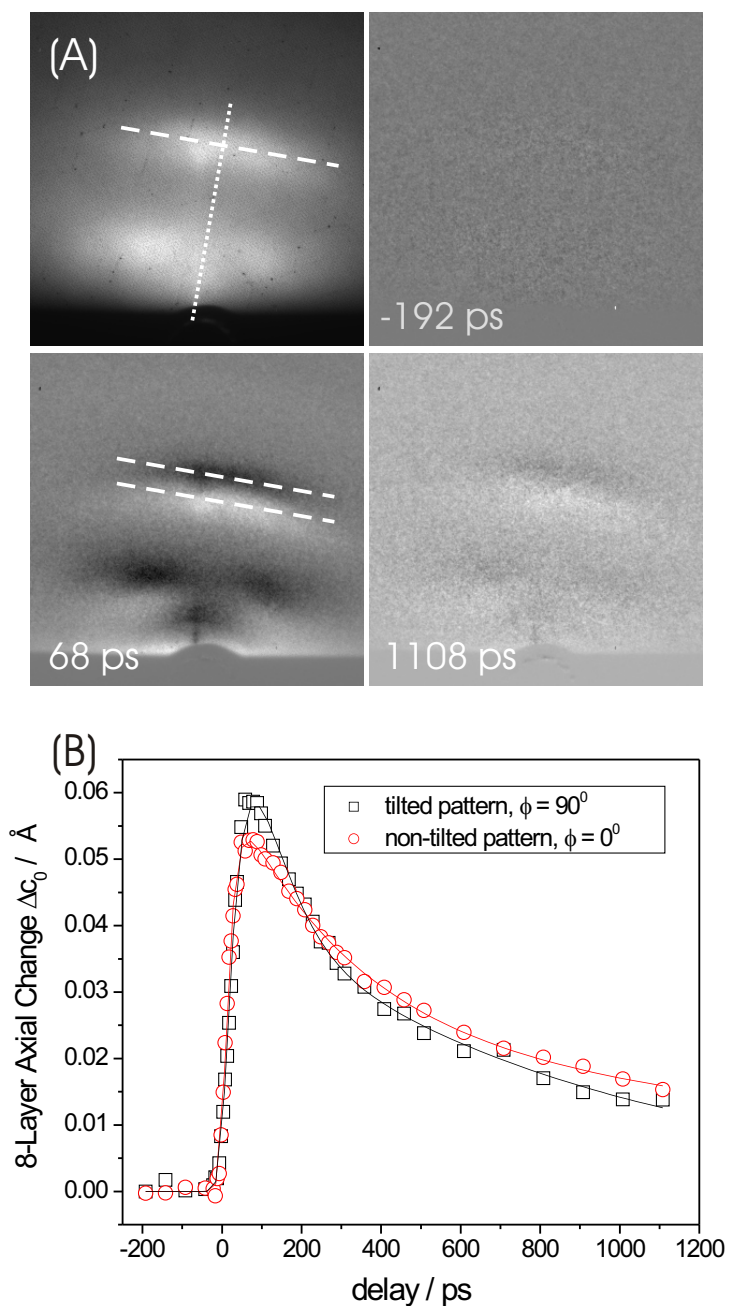 (A)
-192 ps
68 ps
1108 ps
(B)
0.06
0.05
0.04
0.03
0.02
0.01
0.00
8-Layer Axial Change Δc₀ / Å
□ tilted pattern, ϕ = 90⁰
○ non-tilted pattern, ϕ = 0⁰
-200 0 200 400 600 800 1000 1200
delay / ps